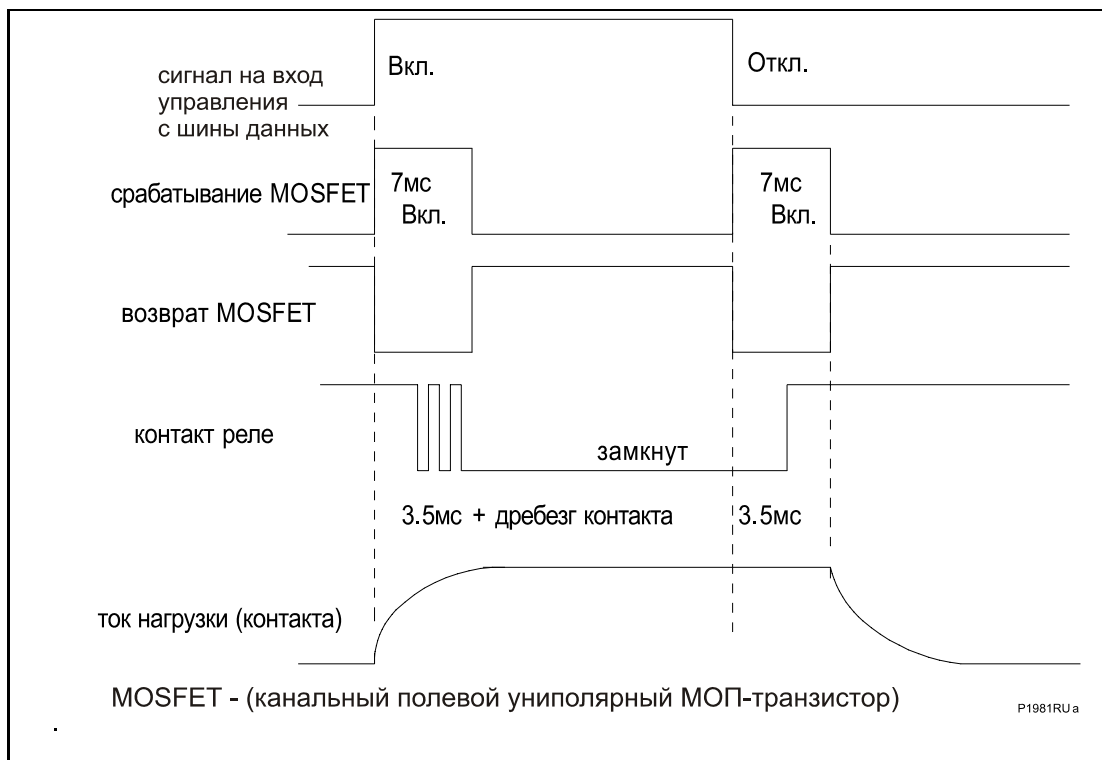 Вкл.
Откл.
сигнал на вход
управления
с шины данных
срабатывание MOSFET
7мс
Вкл.
7мс
Вкл.
возврат MOSFET
контакт реле
замкнут
3.5мс + дребезг контакта
3.5мс
ток нагрузки (контакта)
MOSFET - (канальный полевой униполярный МОП-транзистор)
P1981RUa
.